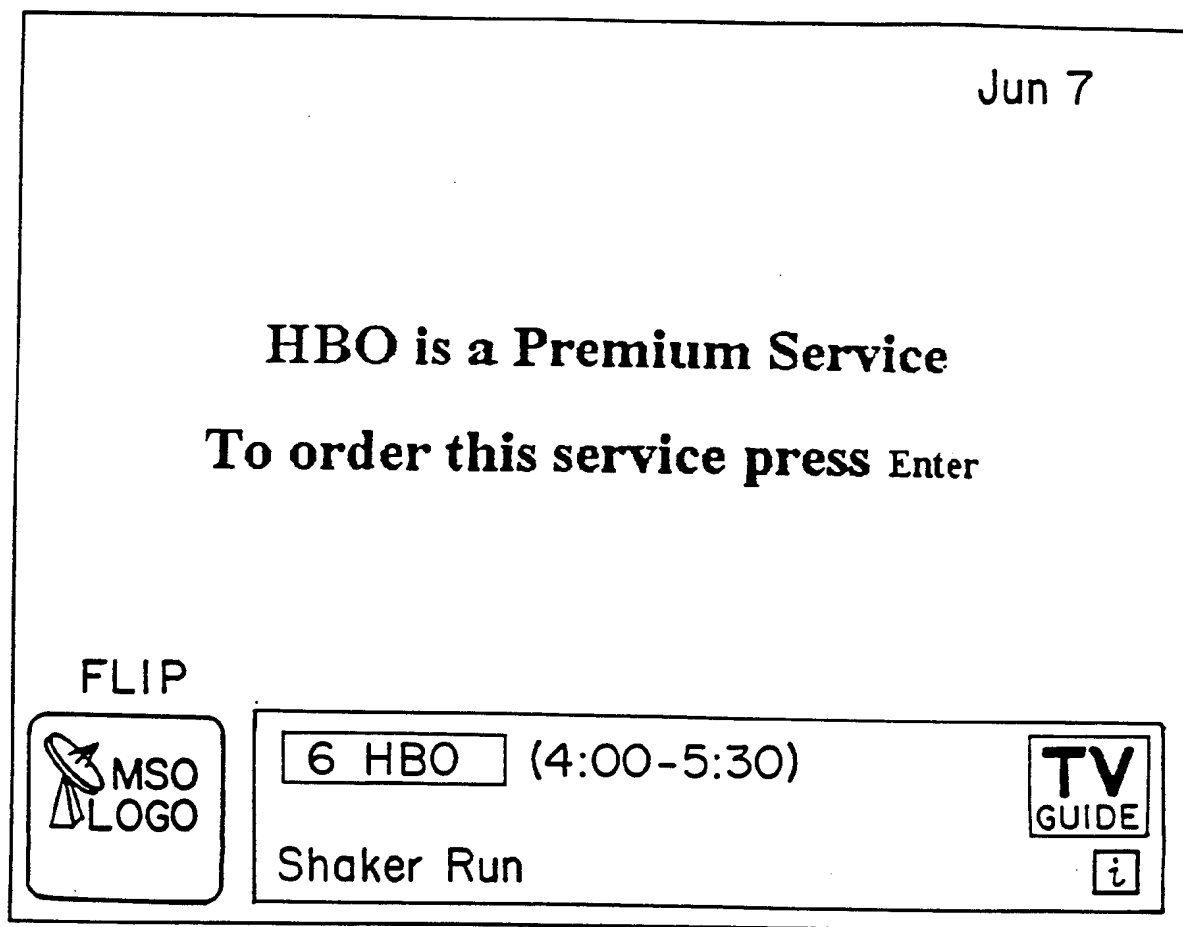 Jun 7
HBO is a Premium Service
To order this service press Enter
FLIP
MSO
LOGO
6 HBO (4:00-5:30)
TV
GUIDE
Shaker Run
i